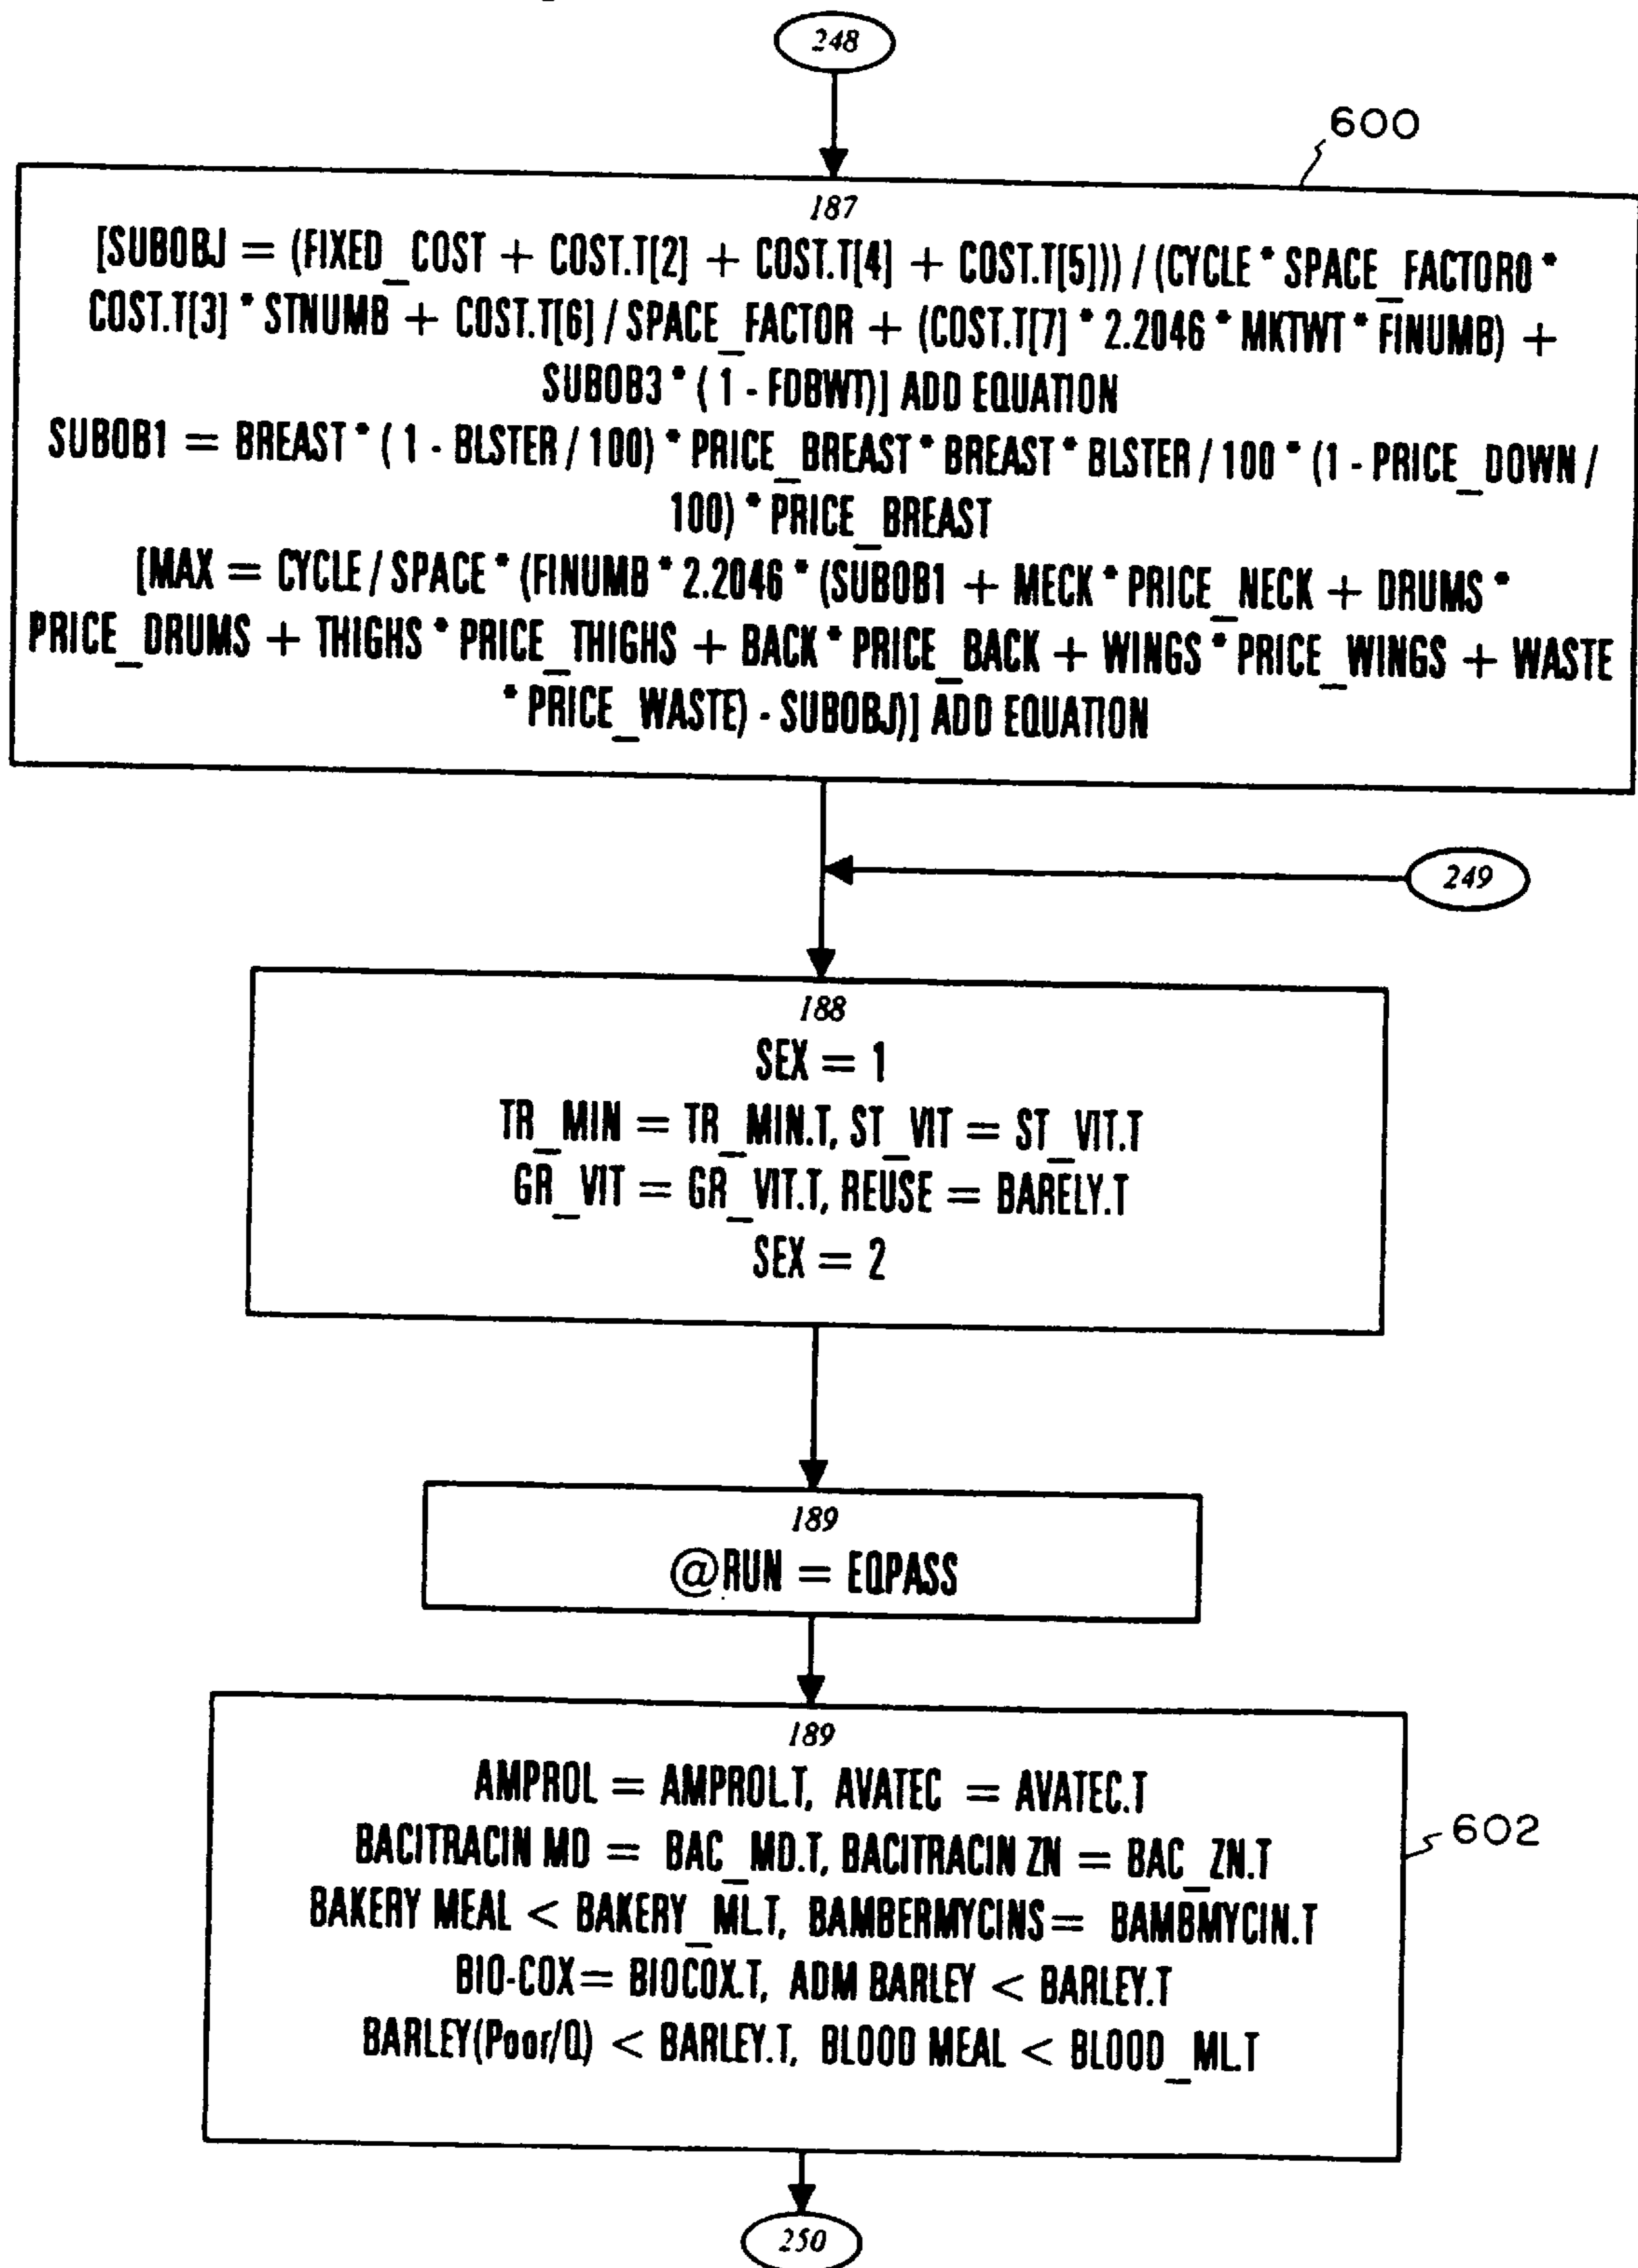 248
600
187
[SUBOBJ = (FIXED_COST + COST.T[2] + COST.T[4] + COST.T[5])) / (CYCLE * SPACE_FACTORO *
COST.T[3] * STNUMB + COST.T[6] / SPACE_FACTOR + (COST.T[7] * 2.2046 * MKTWT * FINUMB) +
SUBOB3 * ( 1 - FDBWT)] ADD EQUATION
SUBOB1 = BREAST * ( 1 - BLSTER / 100) * PRICE_BREAST * BREAST * BLSTER / 100 * (1 - PRICE_DOWN /
100) * PRICE_BREAST
[MAX = CYCLE / SPACE * (FINUMB * 2.2046 * (SUBOB1 + MECK * PRICE_NECK + DRUMS *
PRICE_DRUMS + THIGHS * PRICE_THIGHS + BACK * PRICE_BACK + WINGS * PRICE_WINGS + WASTE
* PRICE_WASTE) - SUBOBJ)] ADD EQUATION
249
188
SEX = 1
TR_MIN = TR_MIN.T, ST_VIT = ST_VIT.T
GR_VIT = GR_VIT.T, REUSE = BARELY.T
SEX = 2
189
@RUN = EQPASS
189
AMPROL = AMPROL.T, AVATEC = AVATEC.T
BACITRACIN MD = BAC_MD.T, BACITRACIN ZN = BAC_ZN.T
602
BAKERY MEAL < BAKERY_ML.T, BAMBERMYCINS = BAMBMYCIN.T
BIO-COX = BIOCOX.T, ADM BARLEY < BARLEY.T
BARLEY(Poor/Q) < BARLEY.T, BLOOD MEAL < BLOOD_ML.T
250